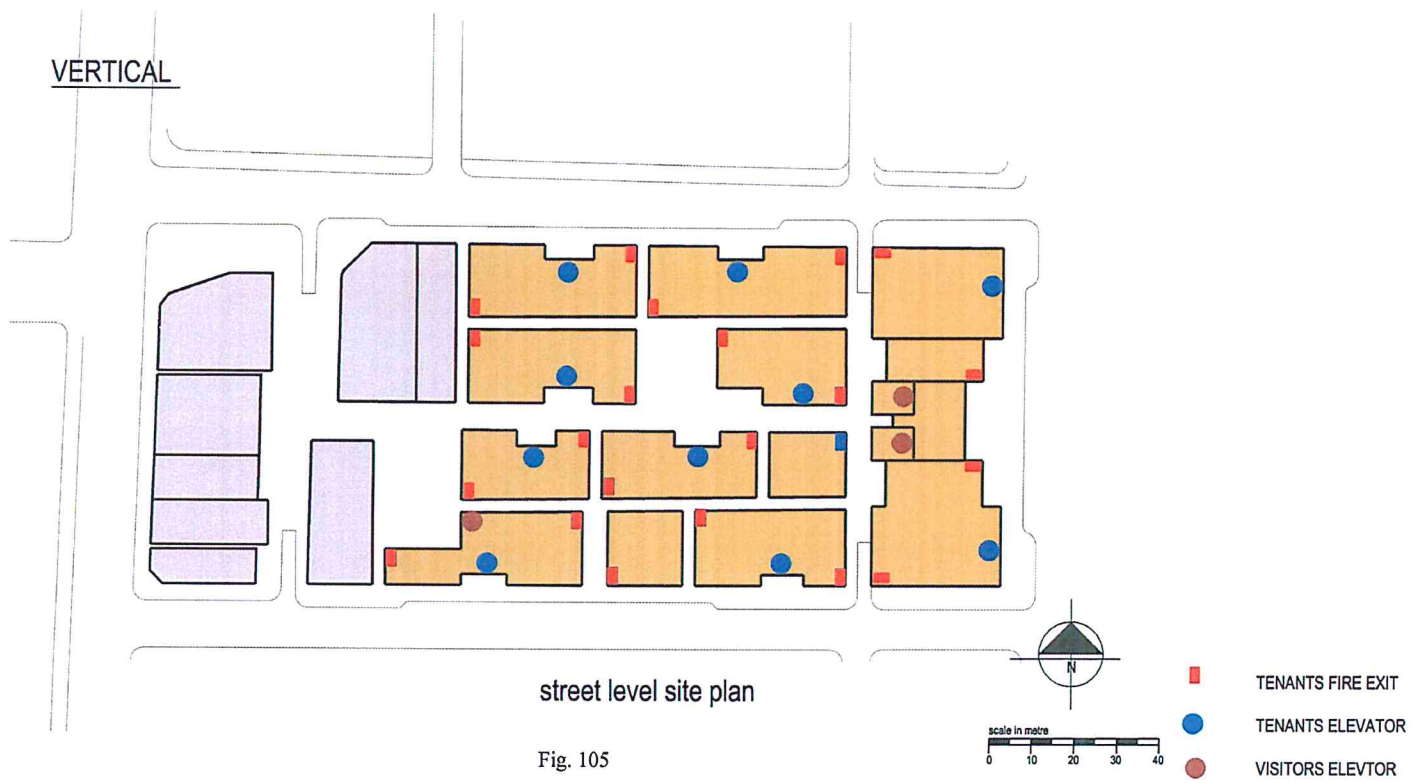 VERTICAL
N
street level site plan
TENANTS FIRE EXIT
TENANTS ELEVATOR
VISITORS ELEVTOR
scale in metre
0 10 20 30 40
Fig. 105